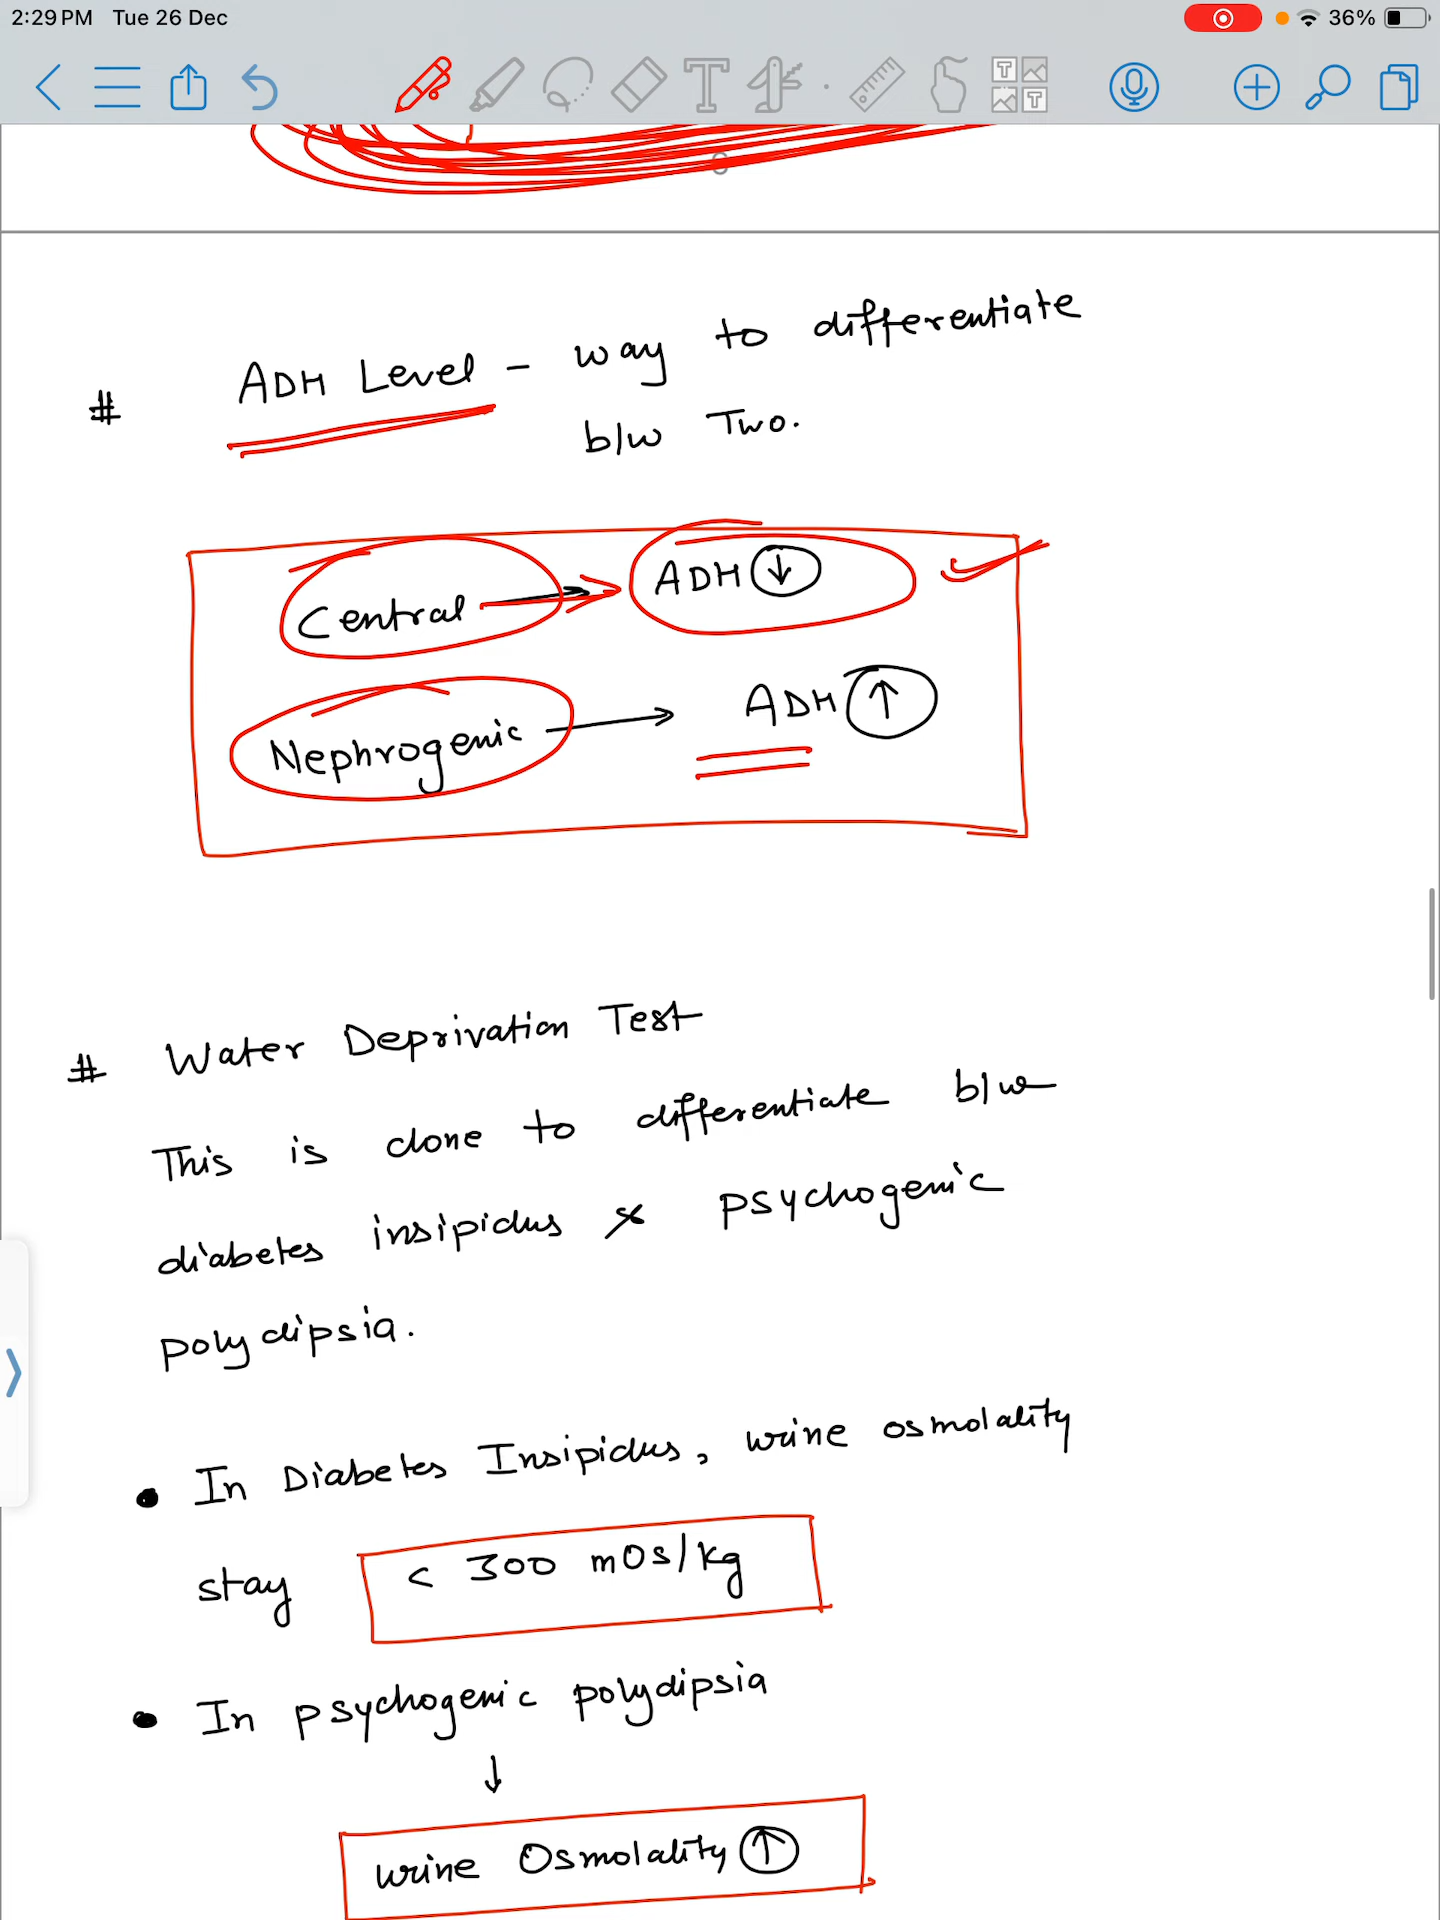 2:29 PM Tue 26 Dec 36%
# ADH Level - way to differentiate
b/w Two.
Central → ADH ↓
Nephrogenic → ADH ↑
# Water Deprivation Test
This is done to differentiate b/w
diabetes insipidus & psychogenic
polydipsia.
• In Diabetes Insipidus, urine osmolality
stay < 300 mOs/kg
• In psychogenic polydipsia
↓
urine Osmolality ↑